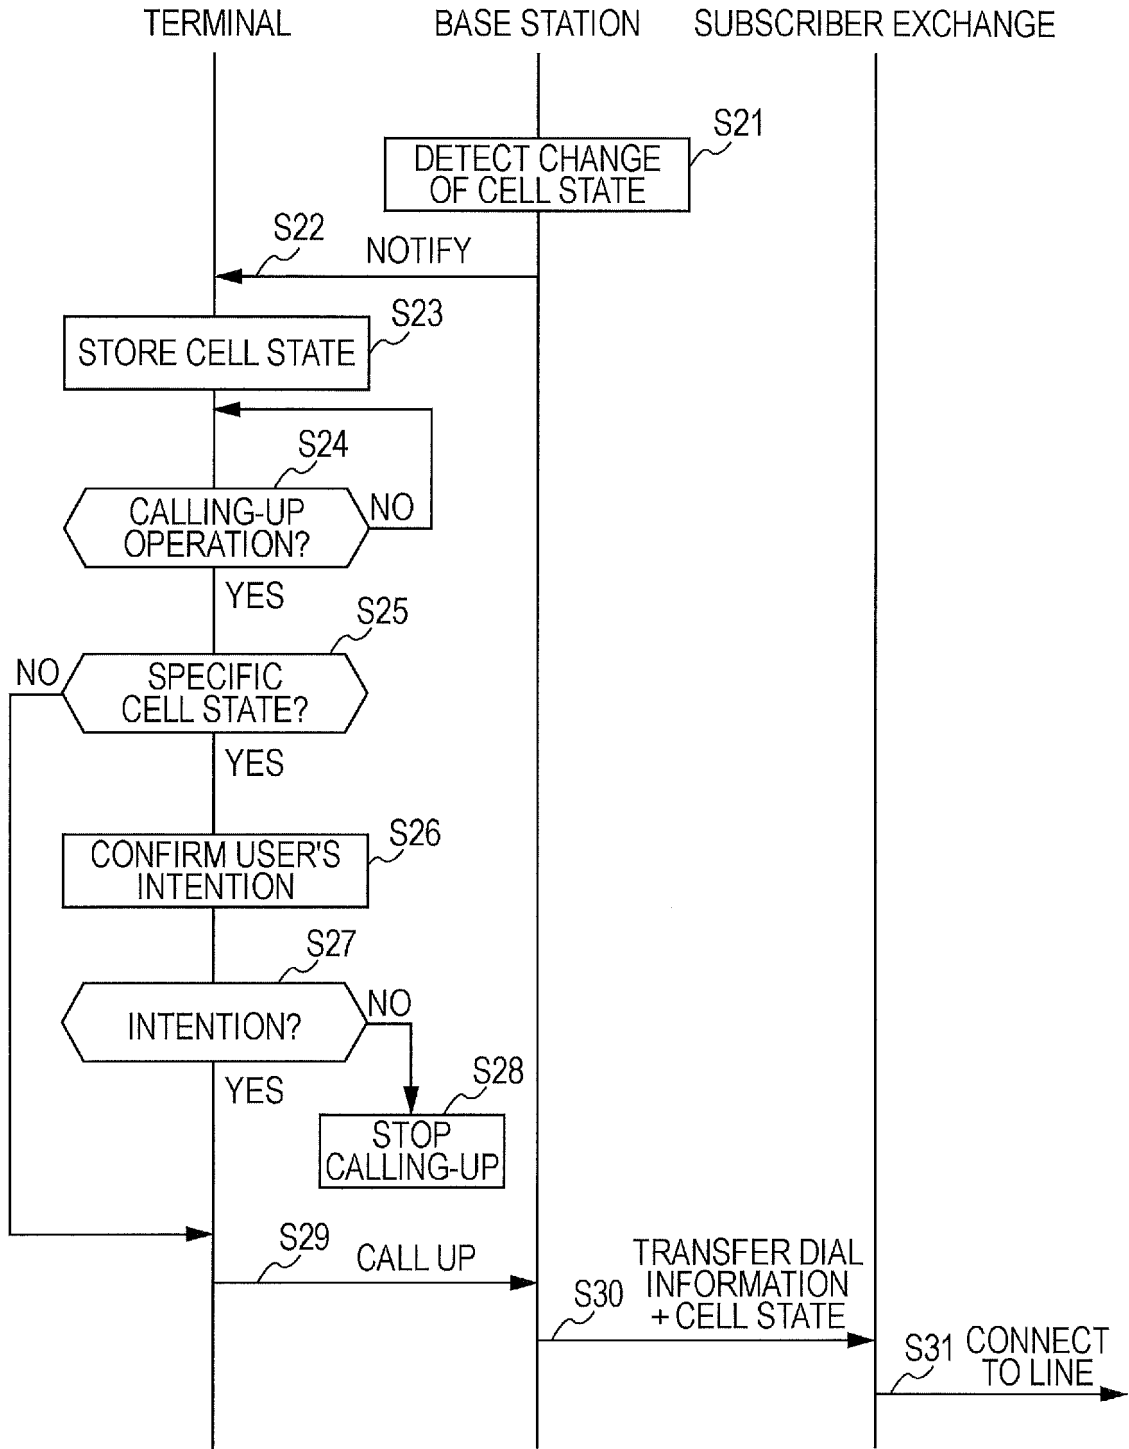 TERMINAL
BASE STATION
SUBSCRIBER EXCHANGE
S21
DETECT CHANGE
OF CELL STATE
S22
NOTIFY
S23
STORE CELL STATE
S24
CALLING-UP
OPERATION?
NO
YES
S25
NO
SPECIFIC
CELL STATE?
YES
S26
CONFIRM USER'S
INTENTION
S27
NO
INTENTION?
YES
S28
STOP
CALLING-UP
S29
CALL UP
TRANSFER DIAL
INFORMATION
+ CELL STATE
S30
S31
CONNECT
TO LINE